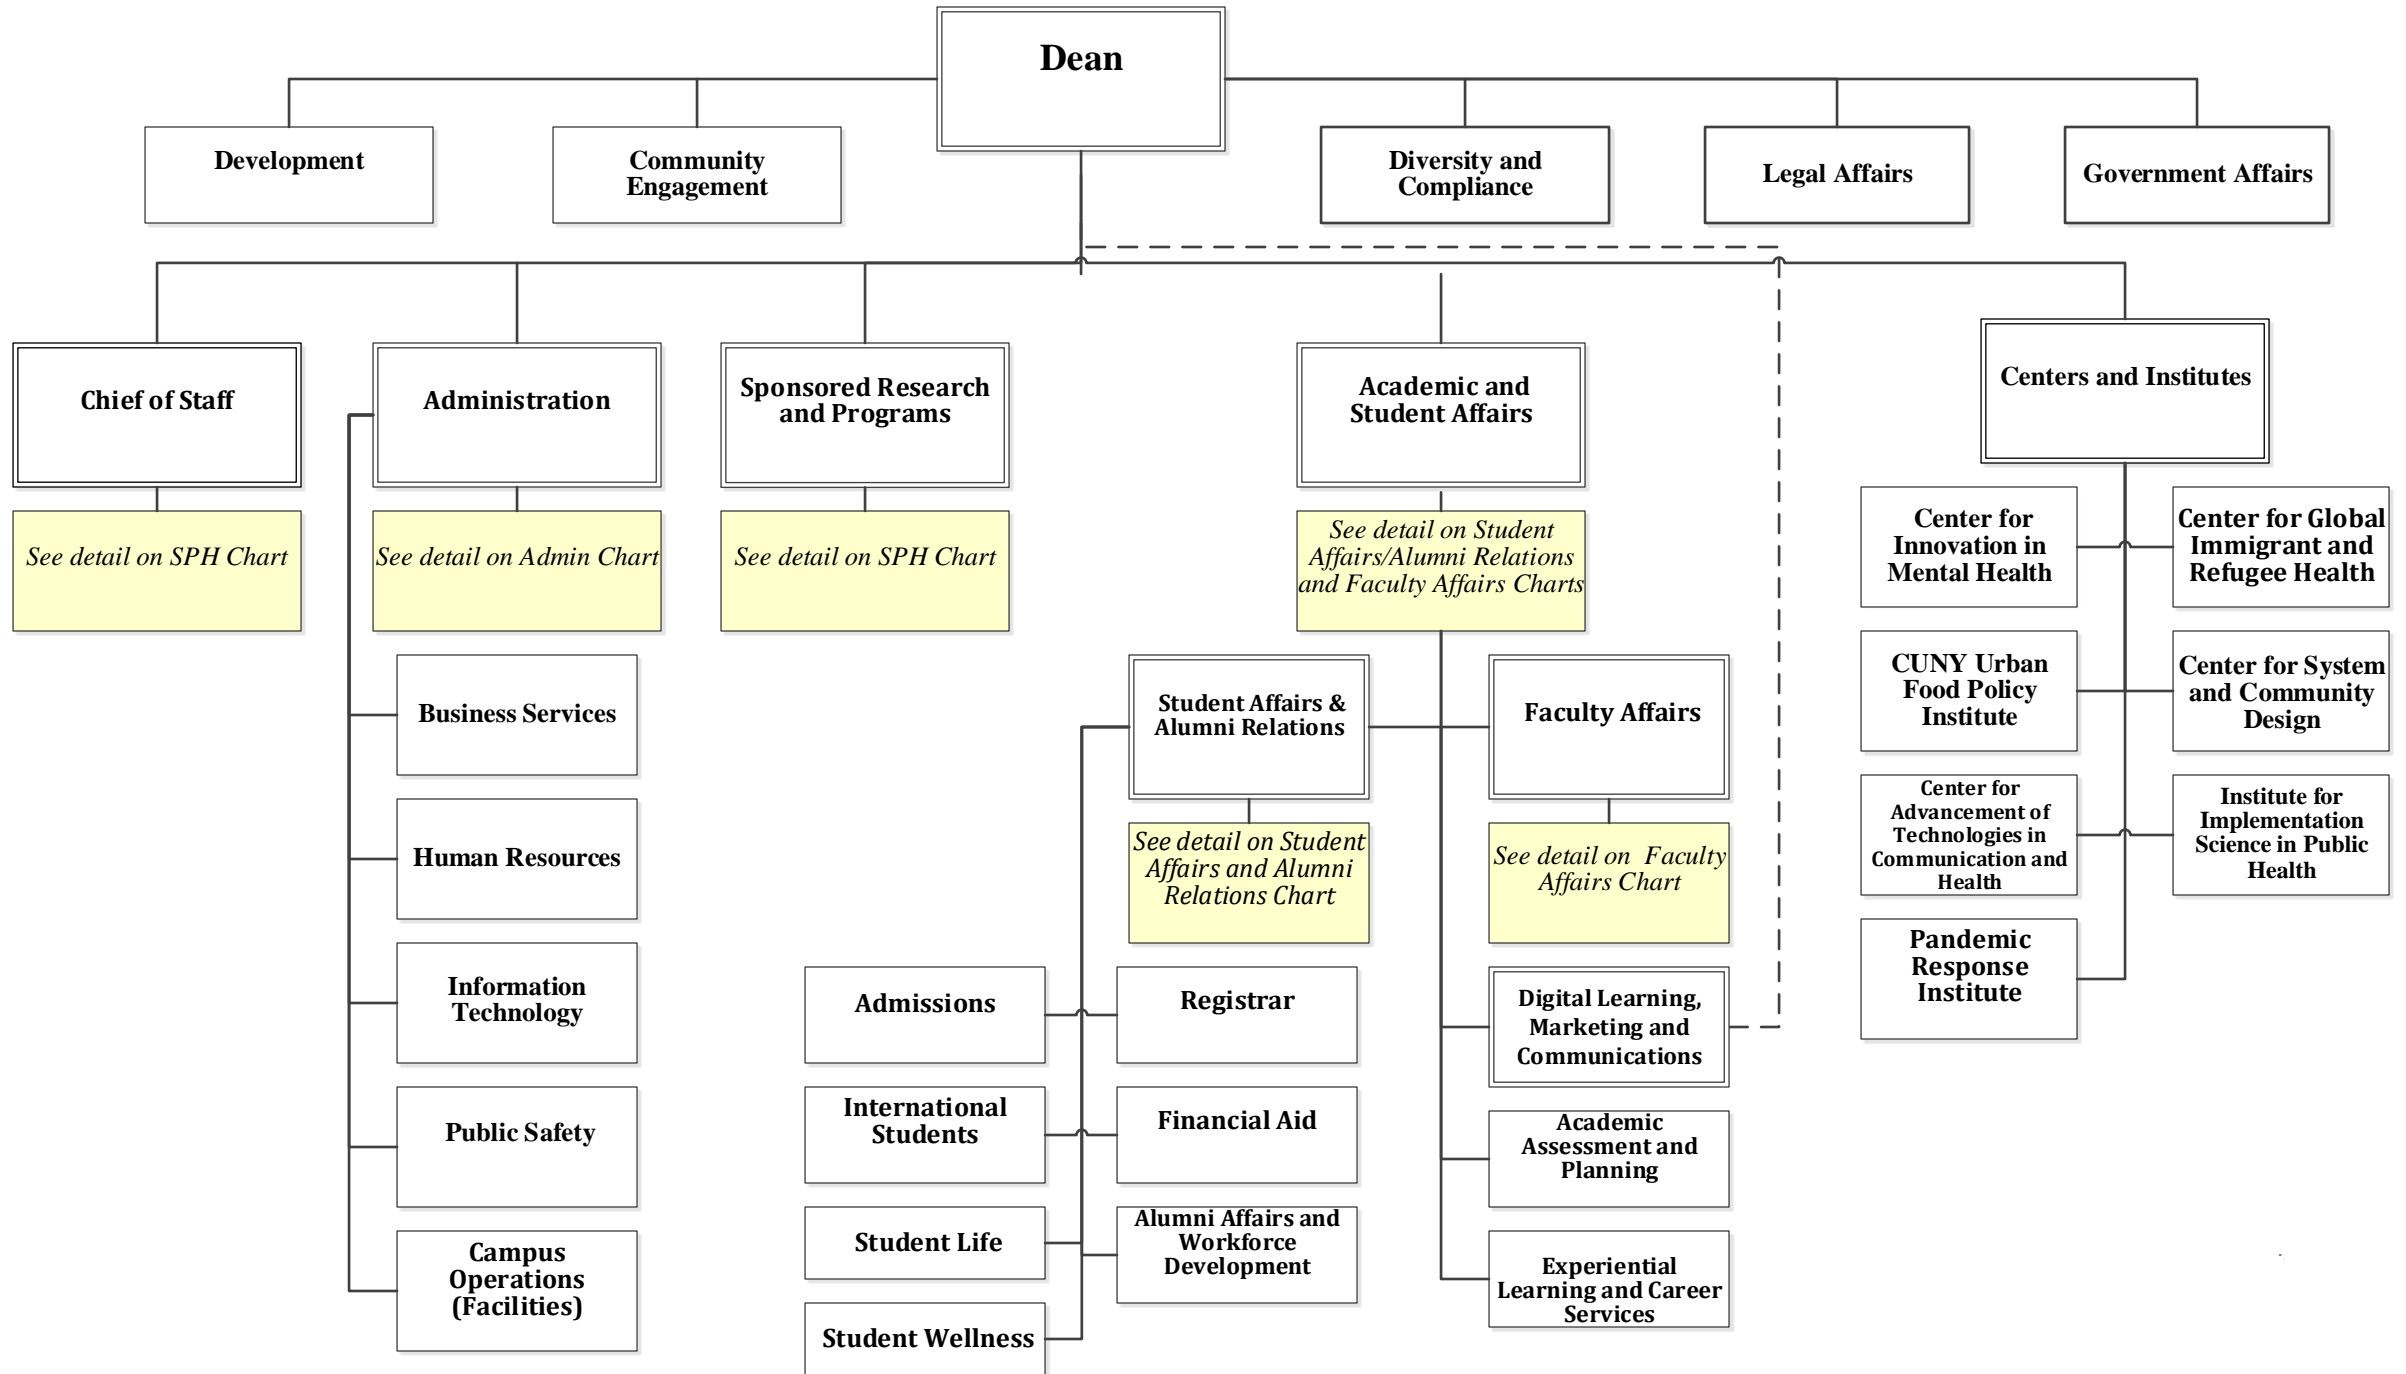 Dean
Development
Community
Engagement
Diversity and
Compliance
Legal Affairs
Government Affairs
Chief of Staff
Administration
Sponsored Research
and Programs
Academic and
Student Affairs
Centers and Institutes
See detail on SPH Chart
See detail on Admin Chart
See detail on SPH Chart
See detail on Student
Affairs/Alumni Relations
and Faculty Affairs Charts
Business Services
Human Resources
Information
Technology
Public Safety
Campus
Operations
(Facilities)
Student Affairs &
Alumni Relations
See detail on Student
Affairs and Alumni
Relations Chart
Admissions
Registrar
International
Students
Financial Aid
Student Life
Alumni Affairs and
Workforce
Development
Student Wellness
Faculty Affairs
See detail on  Faculty
Affairs Chart
Digital Learning,
Marketing and
Communications
Academic
Assessment and
Planning
Experiential
Learning and Career
Services
Center for
Innovation in
Mental Health
Center for Global
Immigrant and
Refugee Health
CUNY Urban
Food Policy
Institute
Center for System
and Community
Design
Center for
Advancement of
Technologies in
Communication and
Health
Institute for
Implementation
Science in Public
Health
Pandemic
Response
Institute